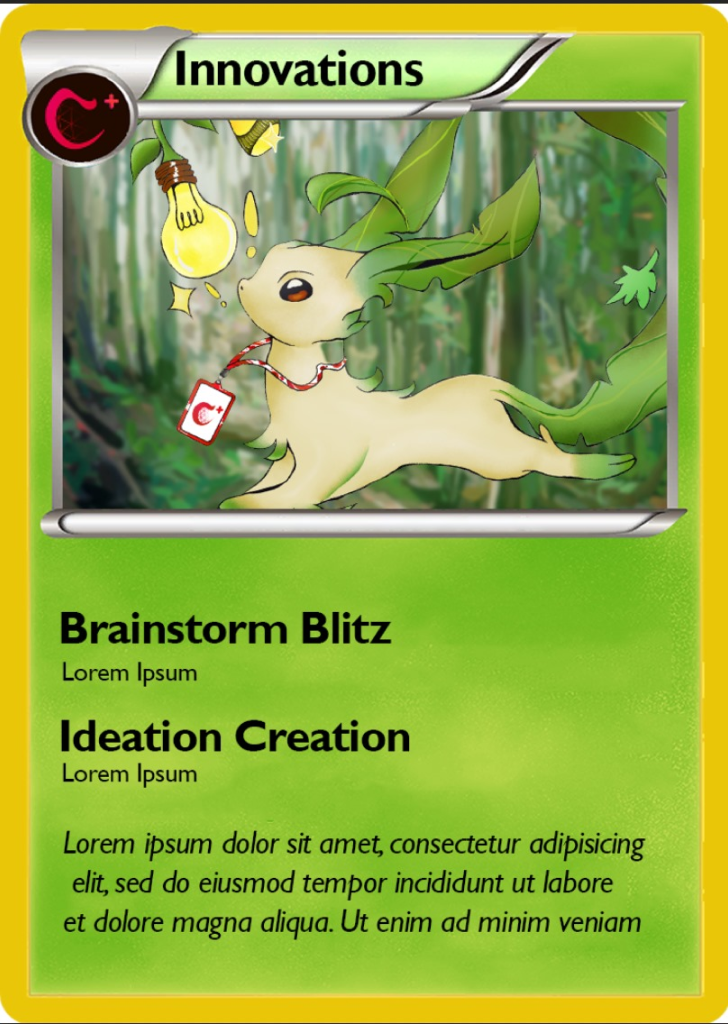 Innovations
Brainstorm Blitz
Lorem Ipsum
Ideation Creation
Lorem Ipsum
Lorem ipsum dolor sit amet, consectetur adipisicing
elit, sed do eiusmod tempor incididunt ut labore
et dolore magna aliqua. Ut enim ad minim veniam